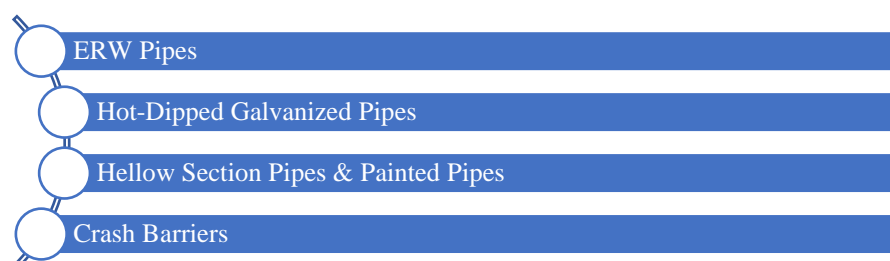 ERW Pipes
Hot-Dipped Galvanized Pipes
Hellow Section Pipes & Painted Pipes
Crash Barriers